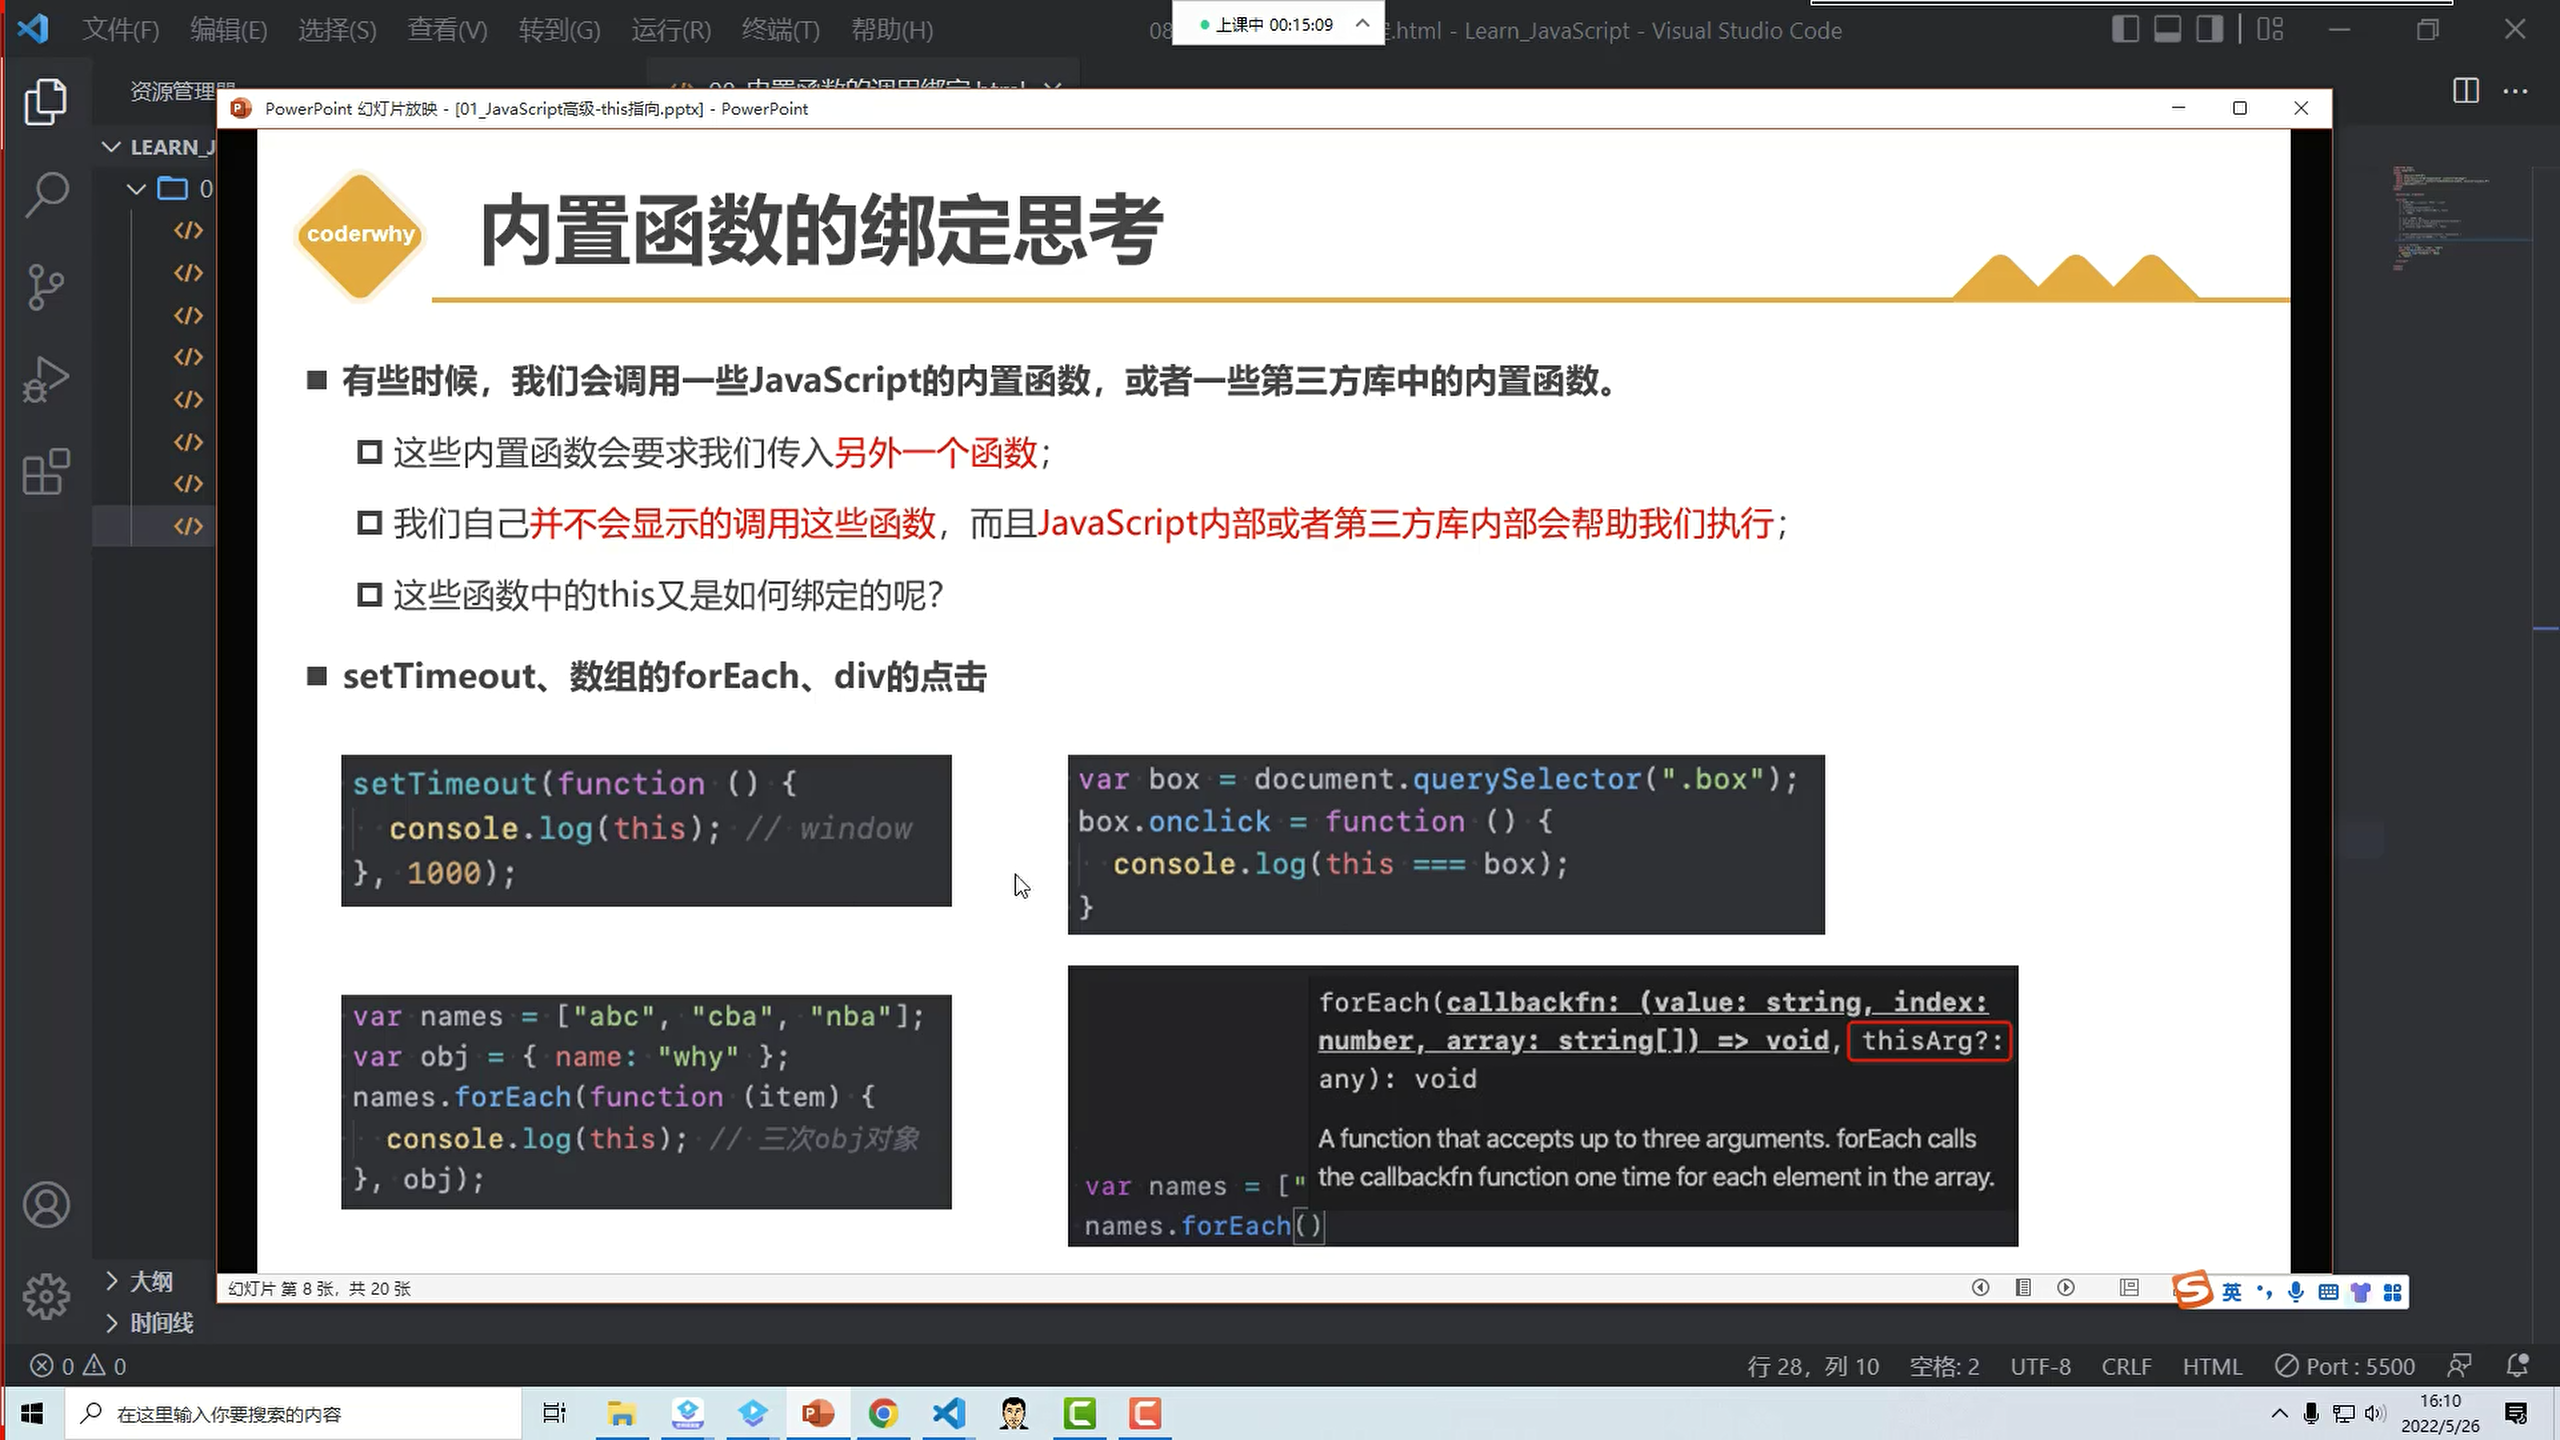 文件(F) 编辑(E) 选择(S) 查看(V) 转到(G) 运行(R) 终端(T) 帮助(H)
上课中 00:15:09
.html - Learn_JavaScript - Visual Studio Code
资源管理器
08_内置函数的调用绑定.html
PowerPoint 幻灯片放映 - [01_JavaScript高级-this指向.pptx] - PowerPoint
LEARN_J
0
coderwhy
内置函数的绑定思考
有些时候，我们会调用一些JavaScript的内置函数，或者一些第三方库中的内置函数。
这些内置函数会要求我们传入另外一个函数；
我们自己并不会显示的调用这些函数，而且JavaScript内部或者第三方库内部会帮助我们执行；
这些函数中的this又是如何绑定的呢？
setTimeout、数组的forEach、div的点击
setTimeout(function () {
console.log(this); // window
}, 1000);
var box = document.querySelector(".box");
box.onclick = function () {
console.log(this === box);
}
var names = ["abc", "cba", "nba"];
var obj = { name: "why" };
names.forEach(function (item) {
console.log(this); // 三次obj对象
}, obj);
forEach(callbackfn: (value: string, index:
number, array: string[]) => void, thisArg?:
any): void
A function that accepts up to three arguments. forEach calls
the callbackfn function one time for each element in the array.
var names = ["
names.forEach()
幻灯片 第 8 张，共 20 张
英
大纲
时间线
0 0
行 28，列 10 空格: 2 UTF-8 CRLF HTML Port : 5500
在这里输入你要搜索的内容
16:10
2022/5/26